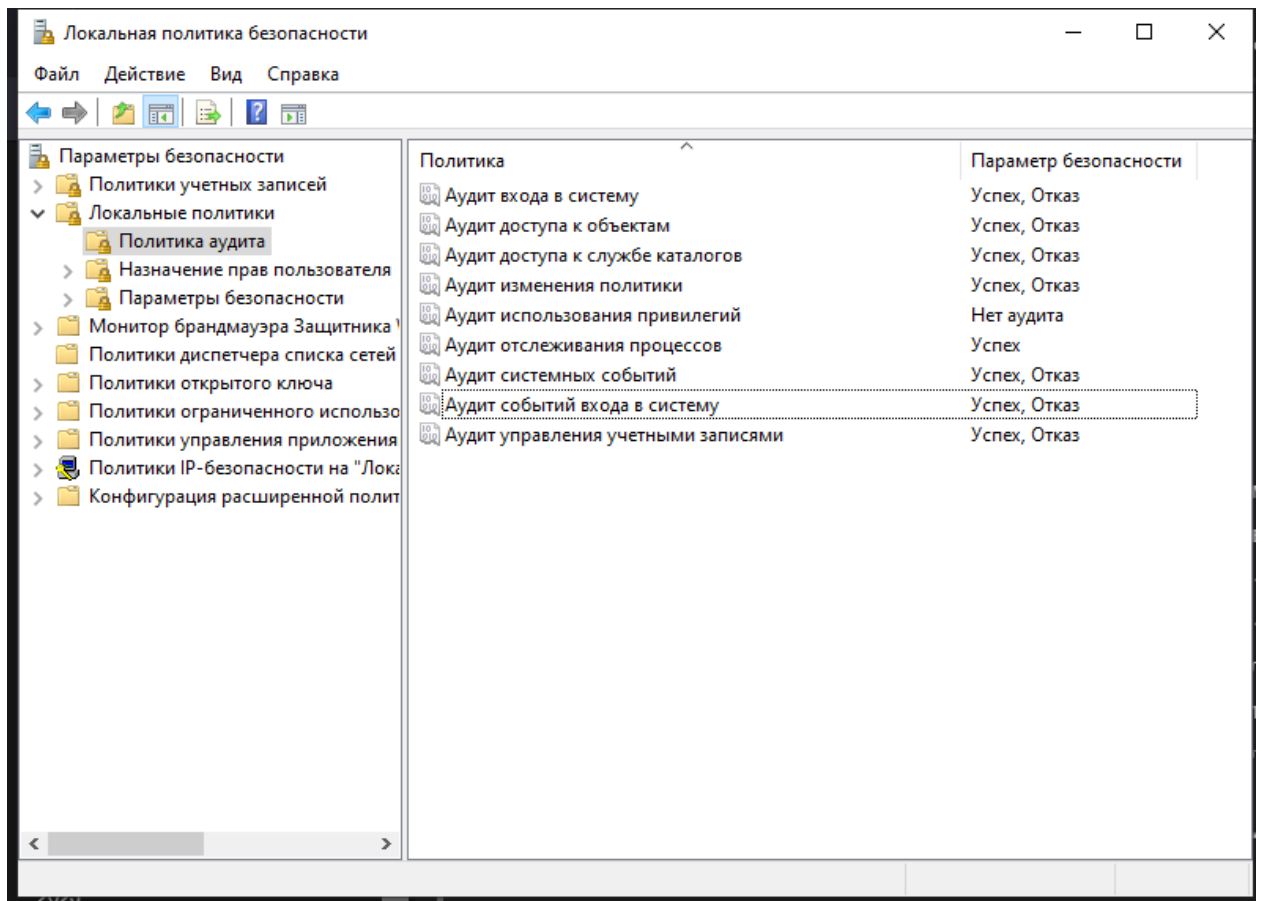 Локальная политика безопасности
Файл Действие Вид Справка
Параметры безопасности
Политики учетных записей
Локальные политики
Политика аудита
Назначение прав пользователя
Параметры безопасности
Монитор брандмауэра Защитника
Политики диспетчера списка сетей
Политики открытого ключа
Политики ограниченного использо
Политики управления приложения
Политики IP-безопасности на "Лока
Конфигурация расширенной полит
Политика Параметр безопасности
Аудит входа в систему Успех, Отказ
Аудит доступа к объектам Успех, Отказ
Аудит доступа к службе каталогов Успех, Отказ
Аудит изменения политики Успех, Отказ
Аудит использования привилегий Нет аудита
Аудит отслеживания процессов Успех
Аудит системных событий Успех, Отказ
Аудит событий входа в систему Успех, Отказ
Аудит управления учетными записями Успех, Отказ